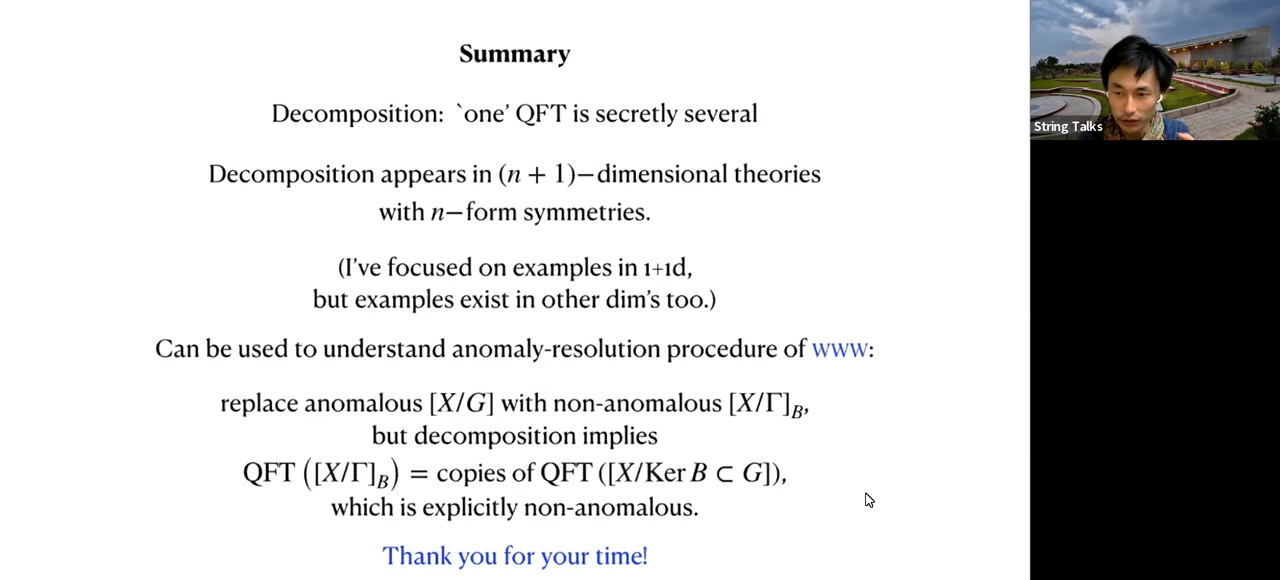 Summary
Decomposition: `one' QFT is secretly several
Decomposition appears in (n + 1)−dimensional theories
with n−form symmetries.
(I've focused on examples in 1+1d,
but examples exist in other dim's too.)
Can be used to understand anomaly-resolution procedure of WWW:
replace anomalous [X/G] with non-anomalous [X/Γ]_B,
but decomposition implies
QFT ([X/Γ]_B) = copies of QFT ([X/Ker B ⊂ G]),
which is explicitly non-anomalous.
Thank you for your time!
String Talks